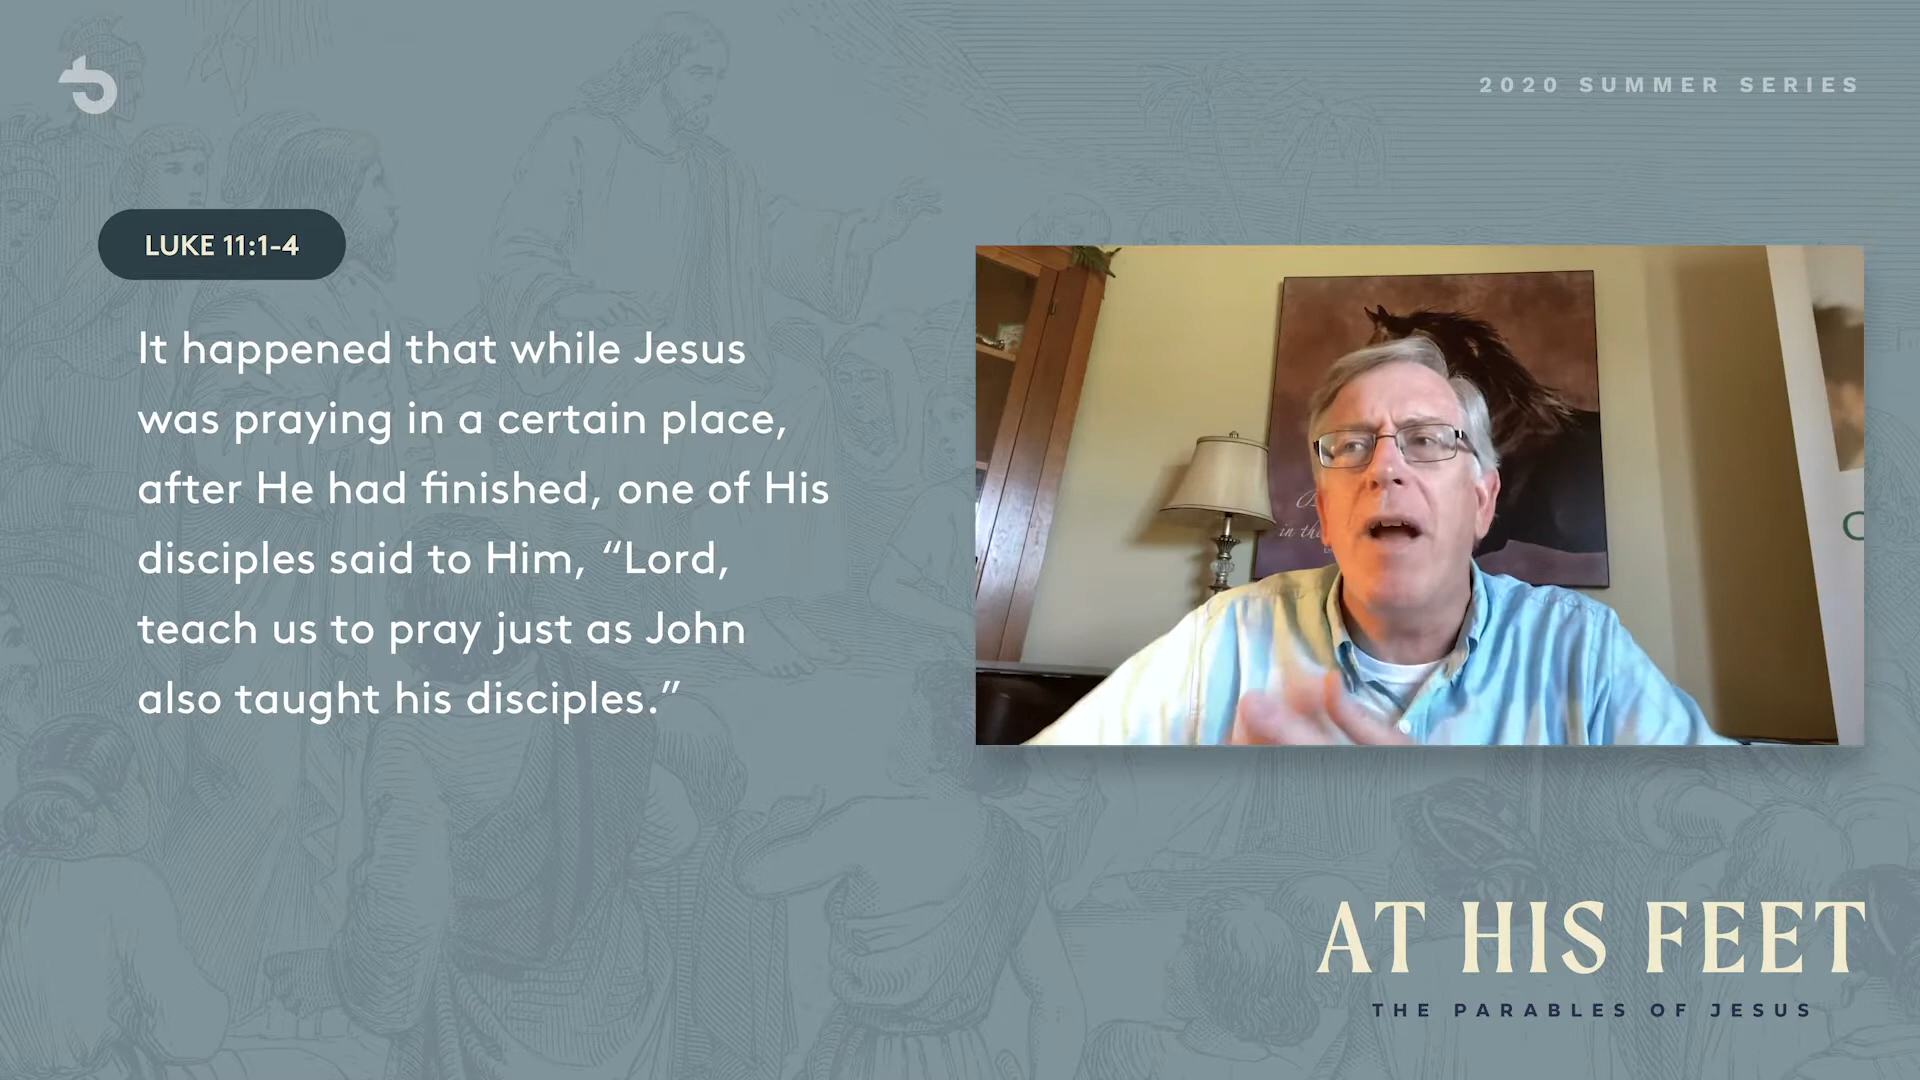 2020 SUMMER SERIES
LUKE 11:1-4
It happened that while Jesus
was praying in a certain place,
after He had finished, one of His
disciples said to Him, “Lord,
teach us to pray just as John
also taught his disciples.”
in the
AT HIS FEET
THE PARABLES OF JESUS